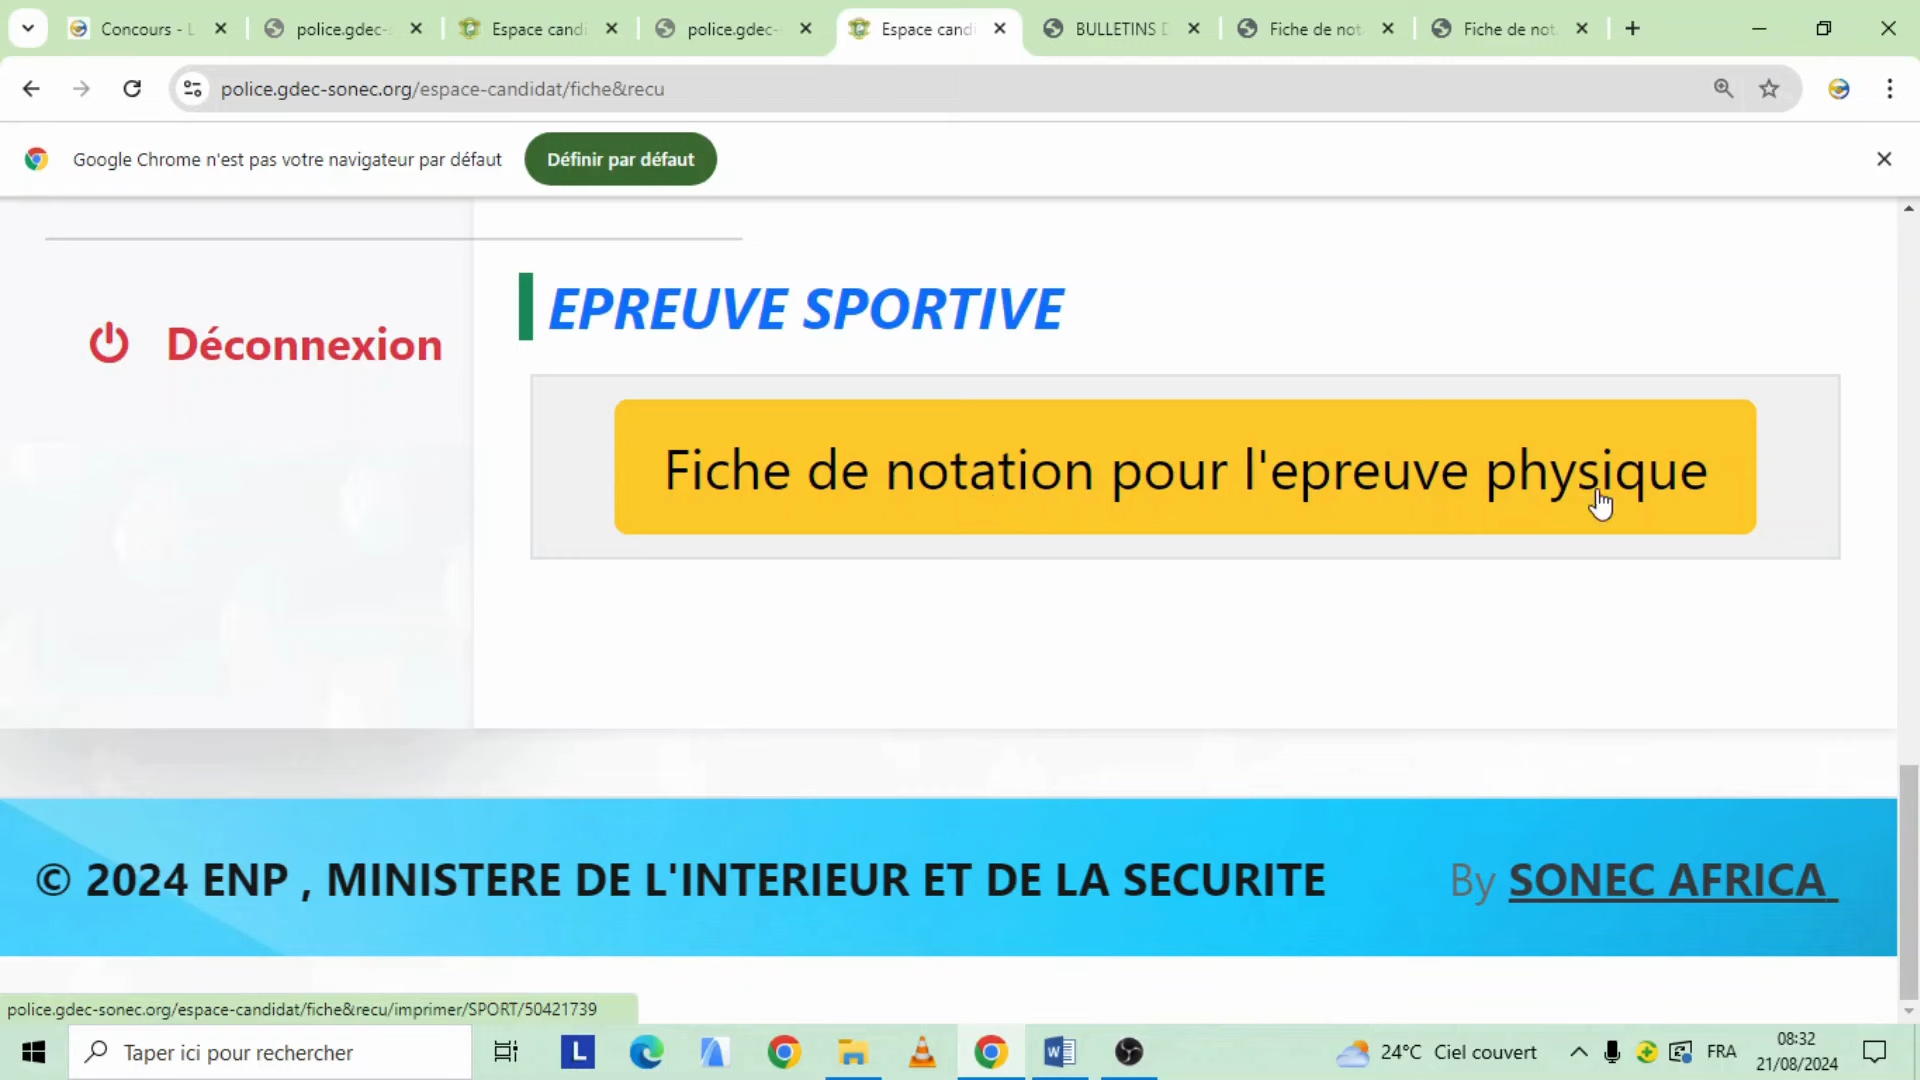 Concours - L
police.gdec-s
Espace candi
police.gdec-s
Espace candi
BULLETINS D
Fiche de not
Fiche de not
police.gdec-sonec.org/espace-candidat/fiche&recu
Google Chrome n'est pas votre navigateur par défaut
Définir par défaut
EPREUVE SPORTIVE
Déconnexion
Fiche de notation pour l'epreuve physique
© 2024 ENP , MINISTERE DE L'INTERIEUR ET DE LA SECURITE
By SONEC AFRICA
police.gdec-sonec.org/espace-candidat/fiche&recu/imprimer/SPORT/50421739
Taper ici pour rechercher
L
24°C Ciel couvert
FRA
08:32
21/08/2024